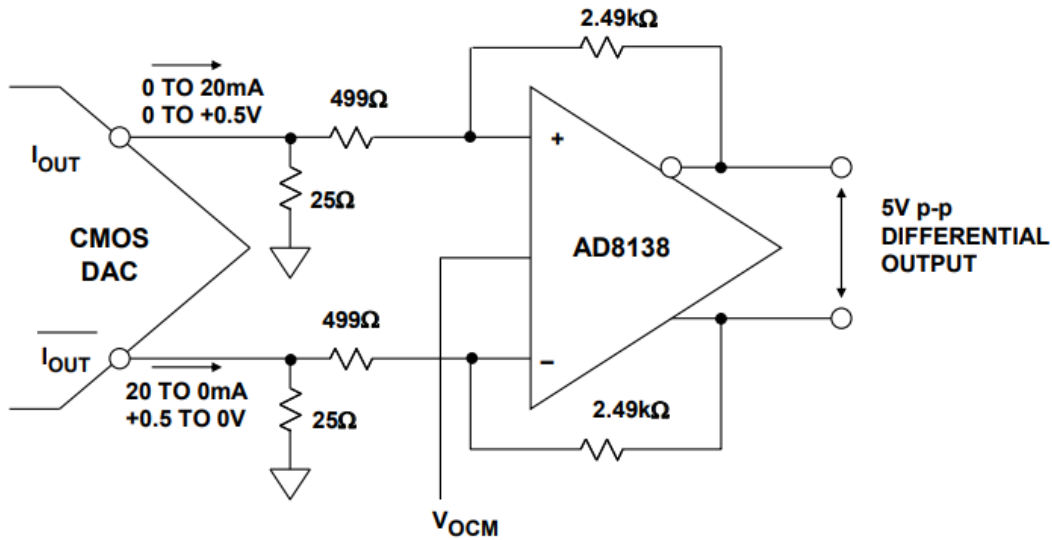 2.49kΩ
0 TO 20mA
0 TO +0.5V
499Ω
+
IOUT
25Ω
5V p-p
DIFFERENTIAL
OUTPUT
CMOS
DAC
AD8138
499Ω
IOUT
−
20 TO 0mA
+0.5 TO 0V
25Ω
2.49kΩ
VOCM